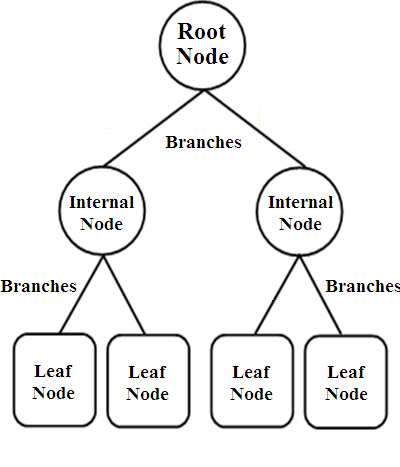 Root
Node
Branches
Internal
Node
Internal
Node
Branches
Branches
Leaf
Node
Leaf
Node
Leaf
Node
Leaf
Node